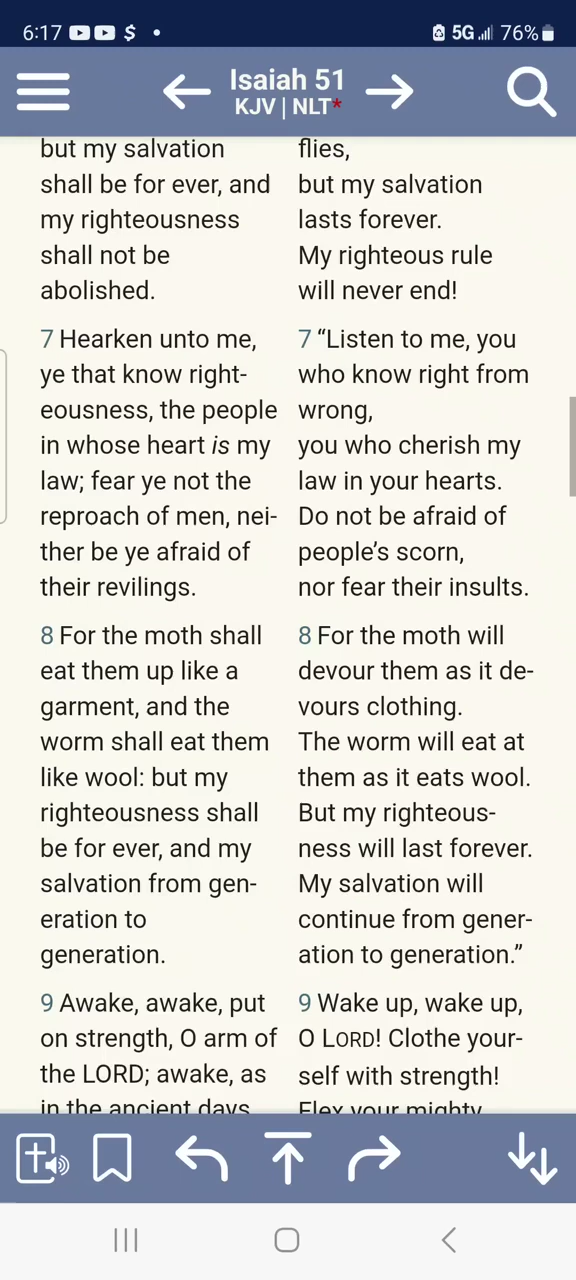 6:17 $ 5G 76%
Isaiah 51
KJV | NLT*
but my salvation
shall be for ever, and
my righteousness
shall not be
abolished.
7 Hearken unto me,
ye that know right-
eousness, the people
in whose heart is my
law; fear ye not the
reproach of men, nei-
ther be ye afraid of
their revilings.
8 For the moth shall
eat them up like a
garment, and the
worm shall eat them
like wool: but my
righteousness shall
be for ever, and my
salvation from gen-
eration to
generation.
9 Awake, awake, put
on strength, O arm of
the LORD; awake, as
in the ancient days
flies,
but my salvation
lasts forever.
My righteous rule
will never end!
7 “Listen to me, you
who know right from
wrong,
you who cherish my
law in your hearts.
Do not be afraid of
people’s scorn,
nor fear their insults.
8 For the moth will
devour them as it de-
vours clothing.
The worm will eat at
them as it eats wool.
But my righteous-
ness will last forever.
My salvation will
continue from gener-
ation to generation.”
9 Wake up, wake up,
O LORD! Clothe your-
self with strength!
Flex your mighty